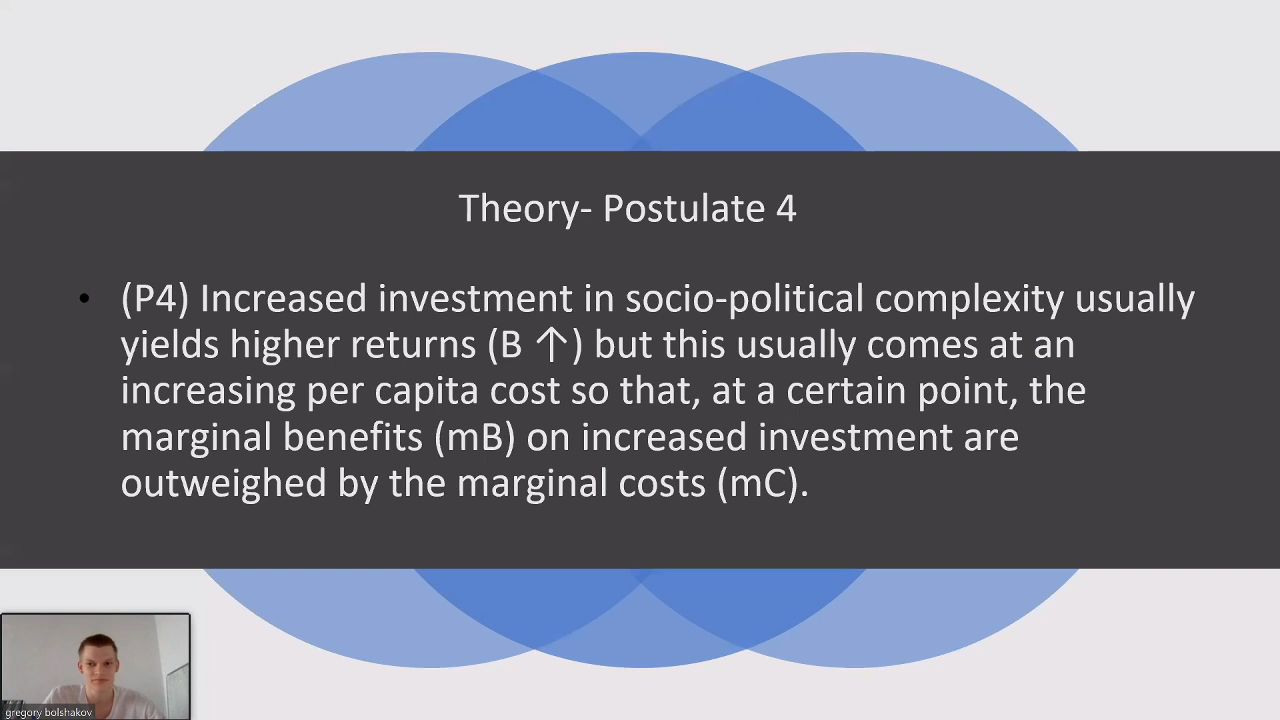 Theory- Postulate 4
• (P4) Increased investment in socio-political complexity usually
yields higher returns (B ↑) but this usually comes at an
increasing per capita cost so that, at a certain point, the
marginal benefits (mB) on increased investment are
outweighed by the marginal costs (mC).
gregory bolshakov